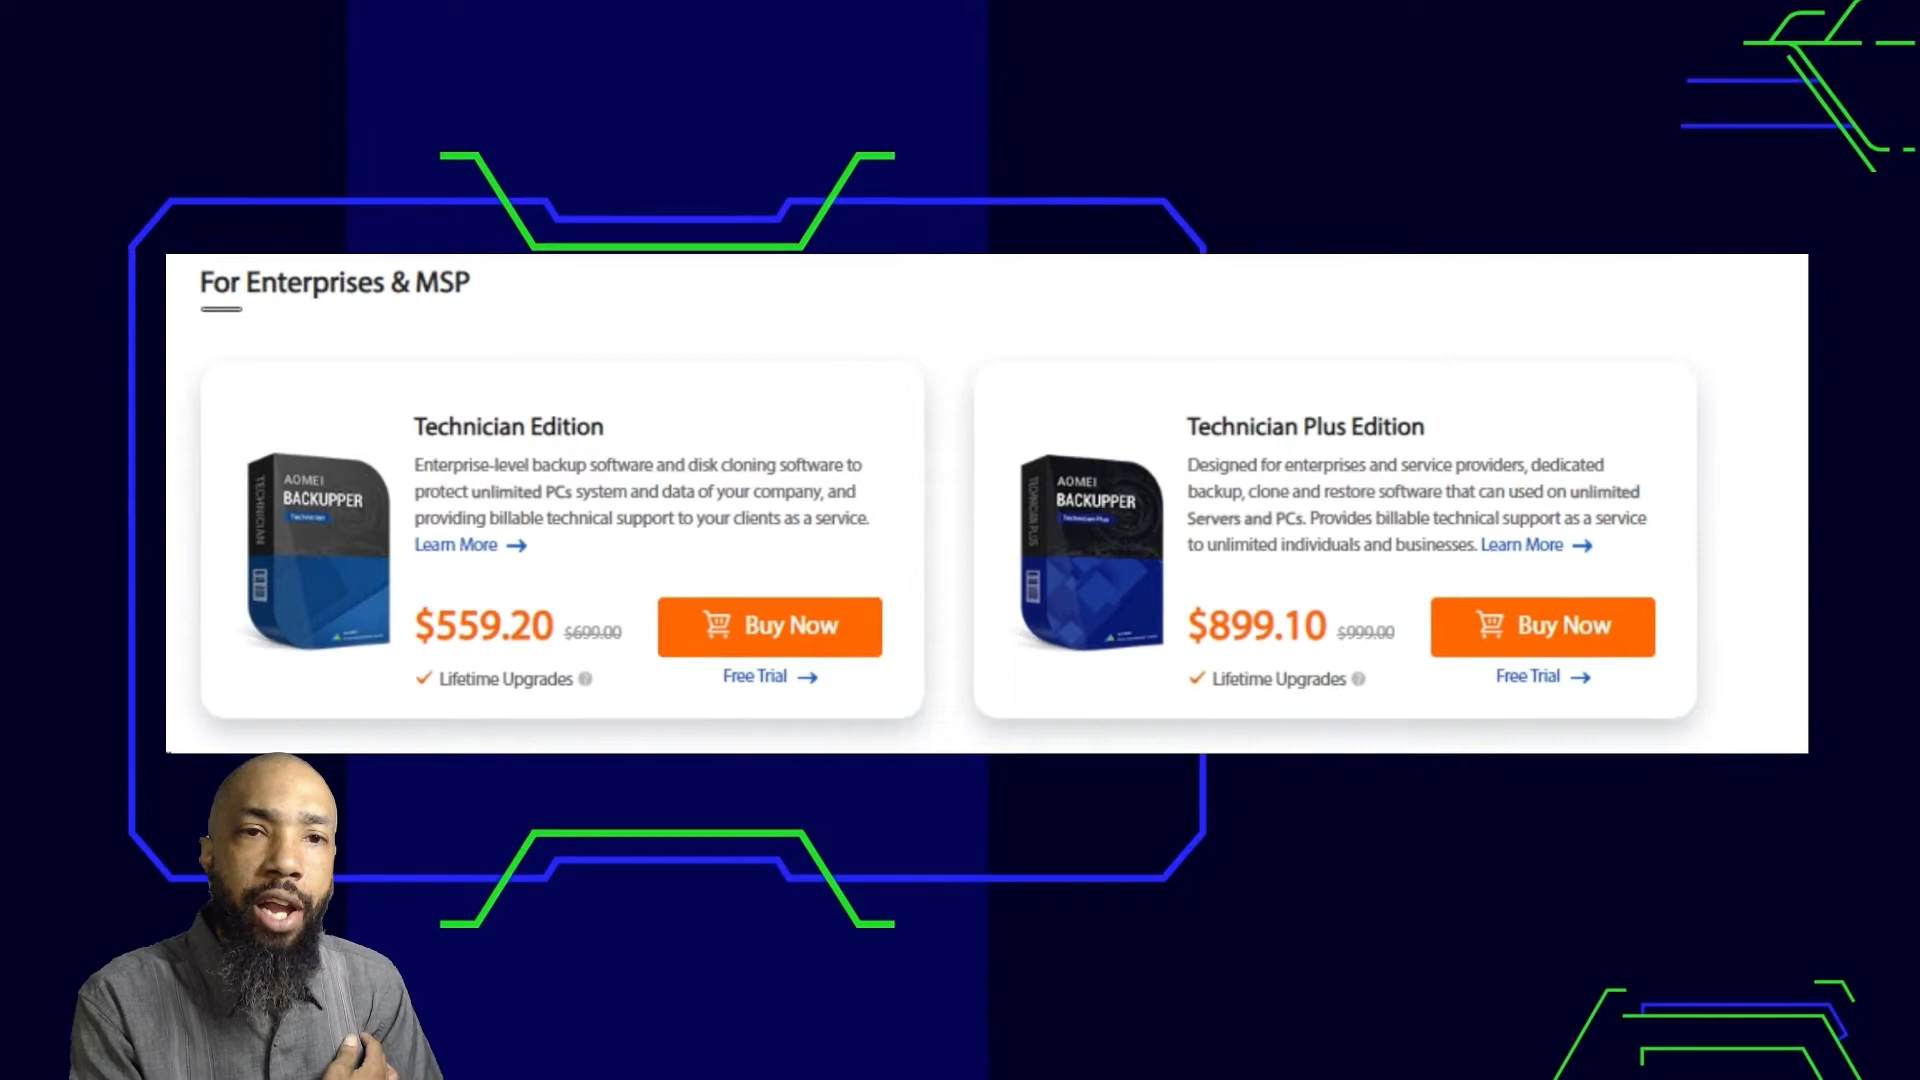 For Enterprises & MSP
Technician Edition
Enterprise-level backup software and disk cloning software to
protect unlimited PCs system and data of your company, and
providing billable technical support to your clients as a service.
Learn More
$559.20 $699.00
Buy Now
Lifetime Upgrades
Free Trial
TECHNICIAN
AOMEI
BACKUPPER
Technician
Technician Plus Edition
Designed for enterprises and service providers, dedicated
backup, clone and restore software that can used on unlimited
Servers and PCs. Provides billable technical support as a service
to unlimited individuals and businesses. Learn More
$899.10 $999.00
Buy Now
Lifetime Upgrades
Free Trial
TECHNICIAN PLUS
AOMEI
BACKUPPER
Technician Plus